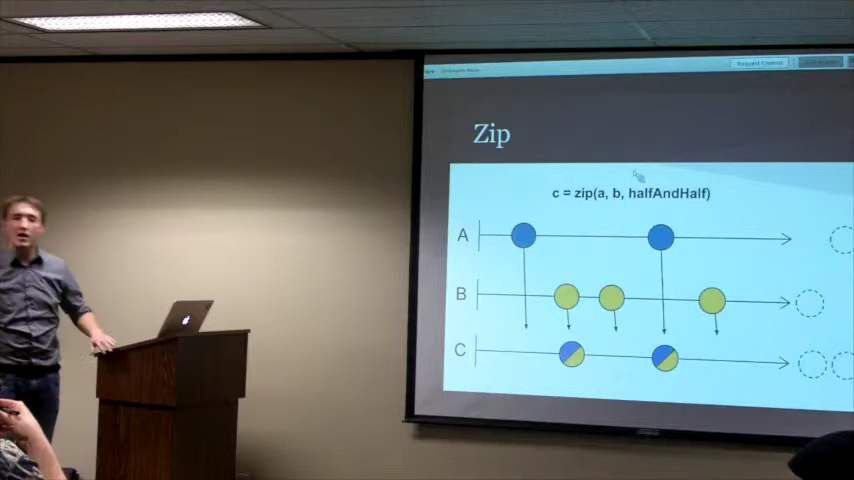 Request Control
Zip
c = zip(a, b, halfAndHalf)
A
B
C